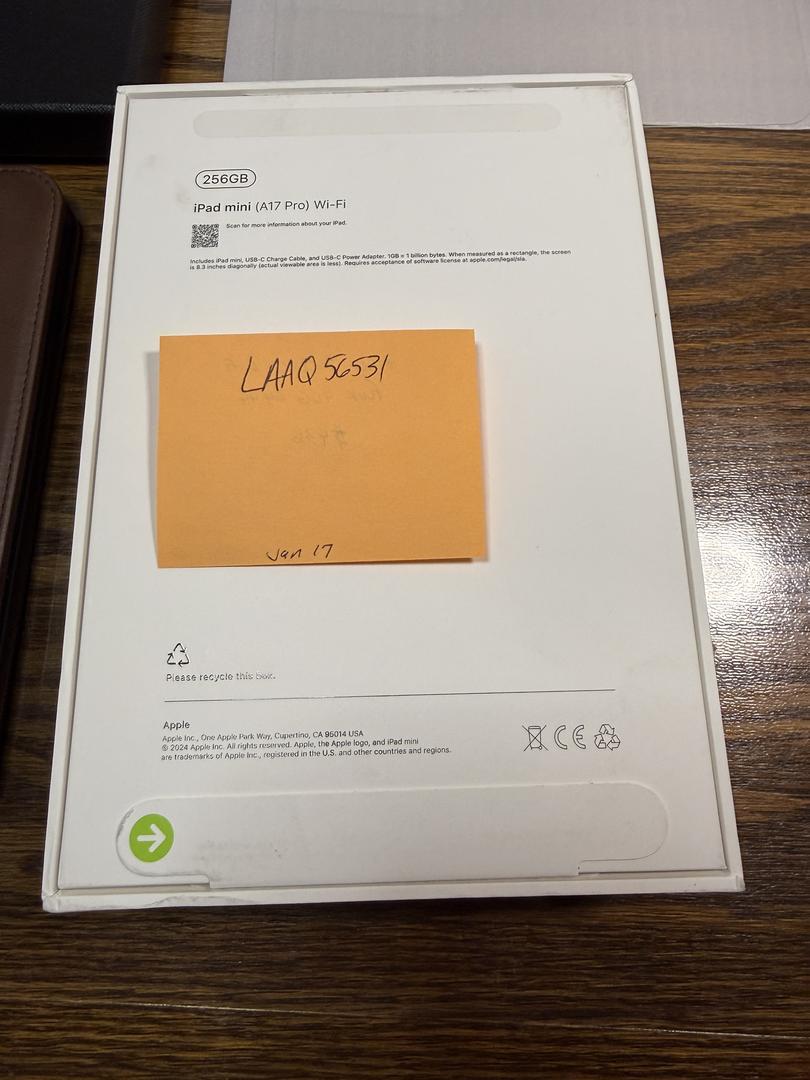 256GB
iPad mini (A17 Pro) Wi-Fi
Scan for more information about your iPad.
Includes iPad mini, USB-C Charge Cable, and USB-C Power Adapter. 1GB = 1 billion bytes. When measured as a rectangle, the screen
is 8.3 inches diagonally (actual viewable area is less). Requires acceptance of software license at apple.com/legal/sla.
LAAQ56531
Jan 17
Please recycle this box.
Apple
Apple Inc., One Apple Park Way, Cupertino, CA 95014 USA
© 2024 Apple Inc. All rights reserved. Apple, the Apple logo, and iPad mini
are trademarks of Apple Inc., registered in the U.S. and other countries and regions.
CE